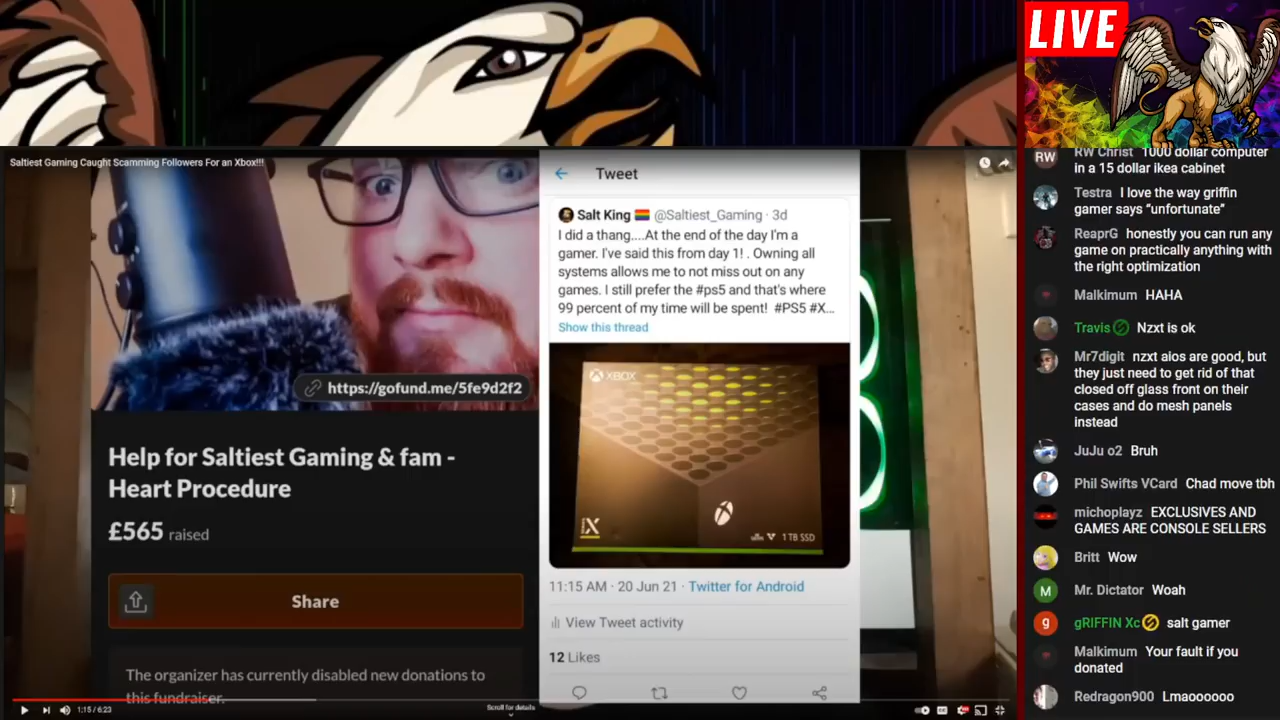 LIVE
Saltiest Gaming Caught Scamming Followers For an Xbox!!!
https://gofund.me/5fe9d2f2
Help for Saltiest Gaming & fam -
Heart Procedure
£565 raised
Share
The organizer has currently disabled new donations to
this fundraiser.
1:15 / 6:23
Scroll for details
Tweet
Salt King 🏳️‍🌈 @Saltiest_Gaming · 3d
I did a thang....At the end of the day I'm a
gamer. I've said this from day 1! . Owning all
systems allows me to not miss out on any
games. I still prefer the #ps5 and that's where
99 percent of my time will be spent! #PS5 #X...
Show this thread
XBOX
X
1 TB SSD
11:15 AM · 20 Jun 21 · Twitter for Android
View Tweet activity
12 Likes
RW
RW Christ 1000 dollar computer
in a 15 dollar ikea cabinet
Testra I love the way griffin
gamer says “unfortunate”
ReaprG honestly you can run any
game on practically anything with
the right optimization
Malkimum HAHA
Travis Nzxt is ok
Mr7digit nzxt aios are good, but
they just need to get rid of that
closed off glass front on their
cases and do mesh panels
instead
JuJu o2 Bruh
Phil Swifts VCard Chad move tbh
michoplayz EXCLUSIVES AND
GAMES ARE CONSOLE SELLERS
Britt Wow
M
Mr. Dictator Woah
g
gRIFFIN Xc salt gamer
Malkimum Your fault if you
donated
Redragon900 Lmaoooooo